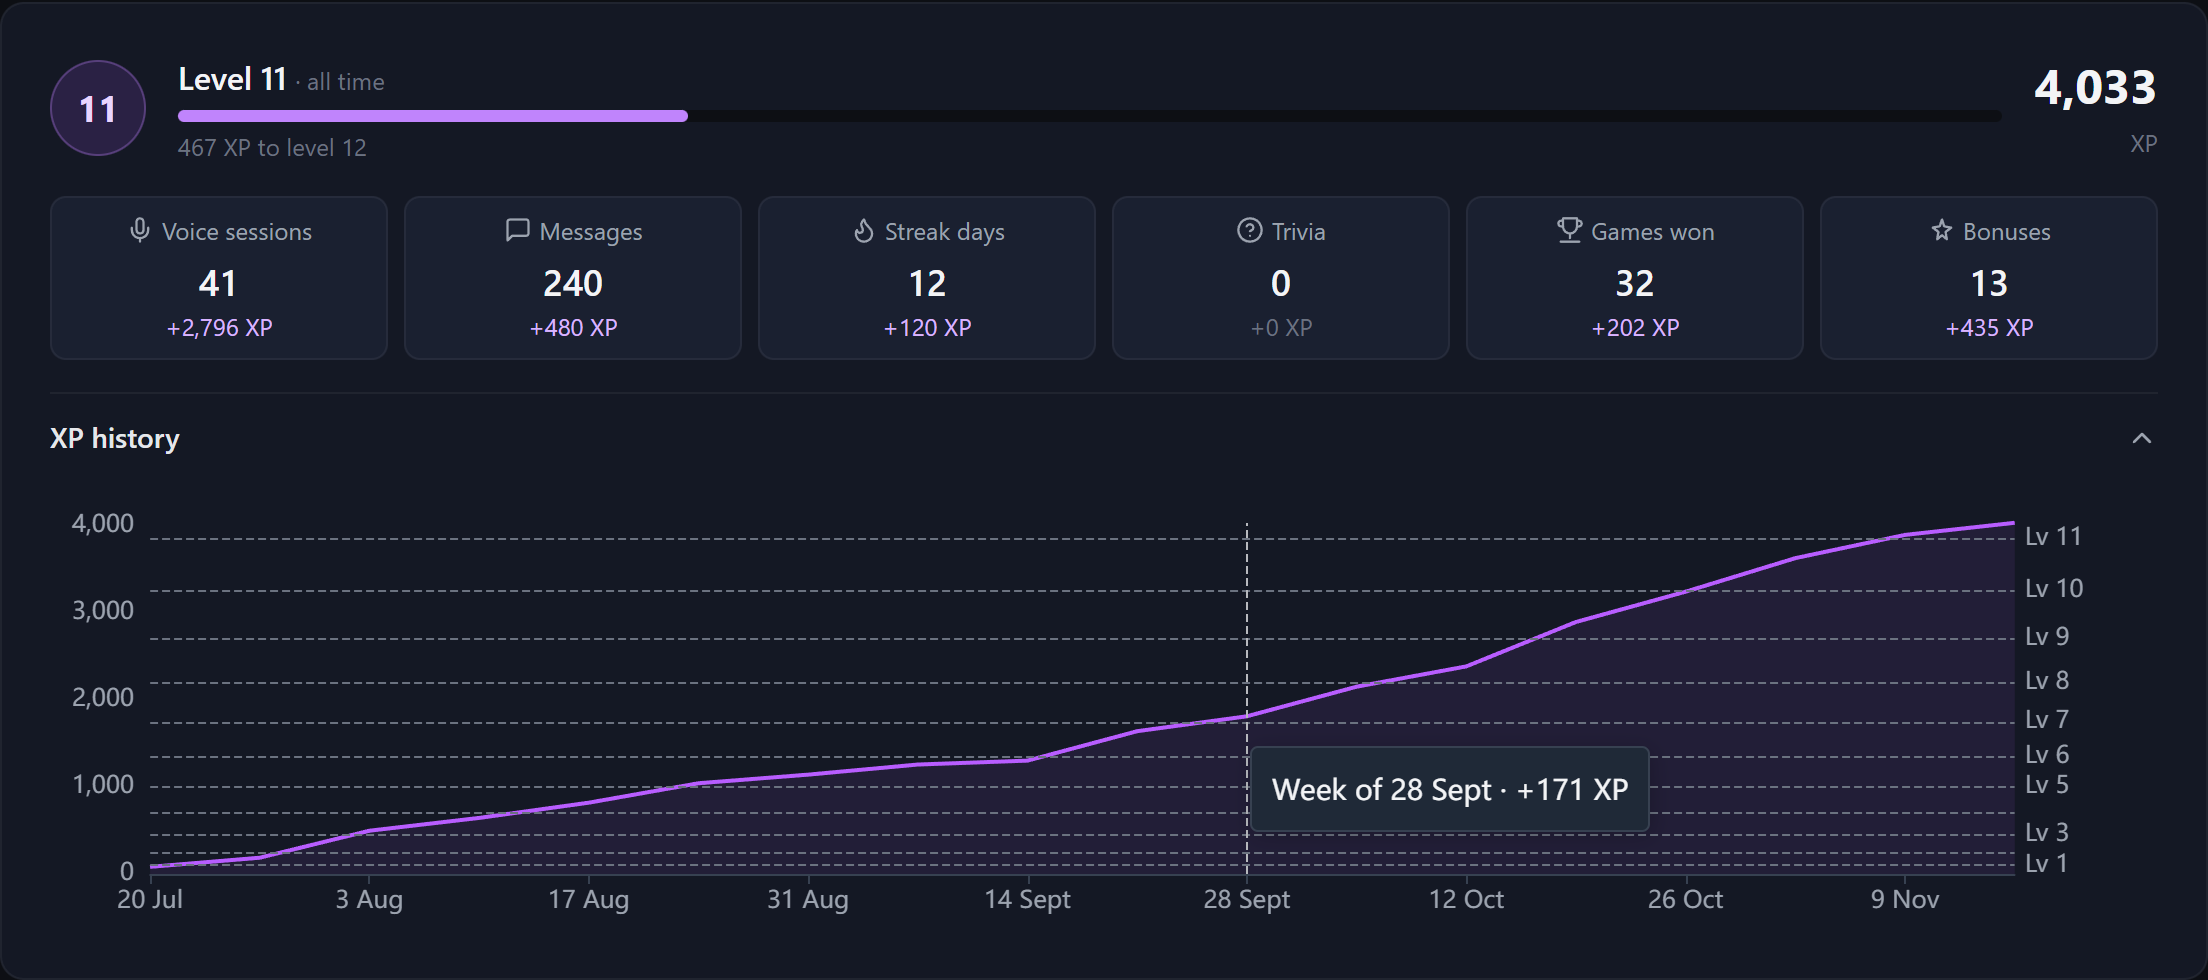 11
Level 11 · all time
467 XP to level 12
4,033
XP
Voice sessions
41
+2,796 XP
Messages
240
+480 XP
Streak days
12
+120 XP
Trivia
0
+0 XP
Games won
32
+202 XP
Bonuses
13
+435 XP
XP history
4,000
3,000
2,000
1,000
0
Lv 11
Lv 10
Lv 9
Lv 8
Lv 7
Lv 6
Lv 5
Lv 3
Lv 1
Week of 28 Sept · +171 XP
20 Jul
3 Aug
17 Aug
31 Aug
14 Sept
28 Sept
12 Oct
26 Oct
9 Nov